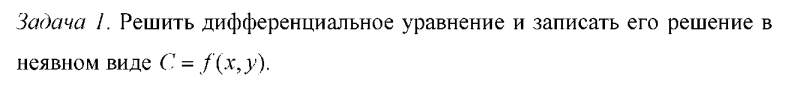 Задача 1. Решить дифференциальное уравнение и записать его решение в
неявном виде C = f(x, y).